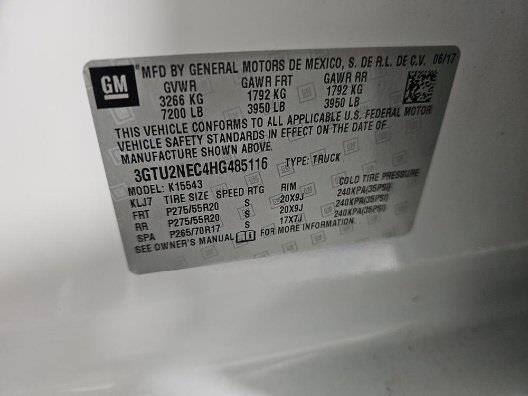 GM
*MFD BY GENERAL MOTORS DE MEXICO, S. DE R.L. DE C.V. 06/17
GVWR GAWR FRT GAWR RR
3266 KG 1792 KG 1792 KG
7200 LB 3950 LB 3950 LB
THIS VEHICLE CONFORMS TO ALL APPLICABLE U.S. FEDERAL MOTOR
VEHICLE SAFETY STANDARDS IN EFFECT ON THE DATE OF
MANUFACTURE SHOWN ABOVE.
3GTU2NEC4HG485116 TYPE: TRUCK
MODEL: K15543
KLJ7 TIRE SIZE SPEED RTG RIM COLD TIRE PRESSURE
FRT P275/55R20 S 20X9J 240KPA(35PSI)
RR P275/55R20 S 20X9J 240KPA(35PSI)
SPA P265/70R17 S 17X7J 240KPA(35PSI)
SEE OWNER'S MANUAL FOR MORE INFORMATION.